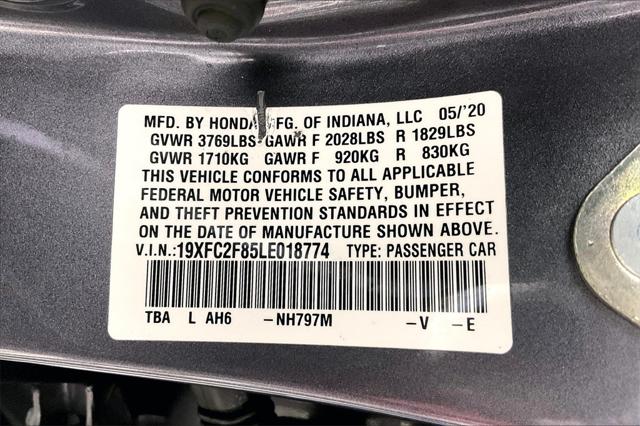 MFD. BY HONDA MFG. OF INDIANA, LLC 05/'20
GVWR 3769LBS GAWR F 2028LBS R 1829LBS
GVWR 1710KG GAWR F 920KG R 830KG
THIS VEHICLE CONFORMS TO ALL APPLICABLE
FEDERAL MOTOR VEHICLE SAFETY, BUMPER,
AND THEFT PREVENTION STANDARDS IN EFFECT
ON THE DATE OF MANUFACTURE SHOWN ABOVE.
V.I.N.:19XFC2F85LE018774 TYPE: PASSENGER CAR
TBA L AH6 -NH797M -V -E